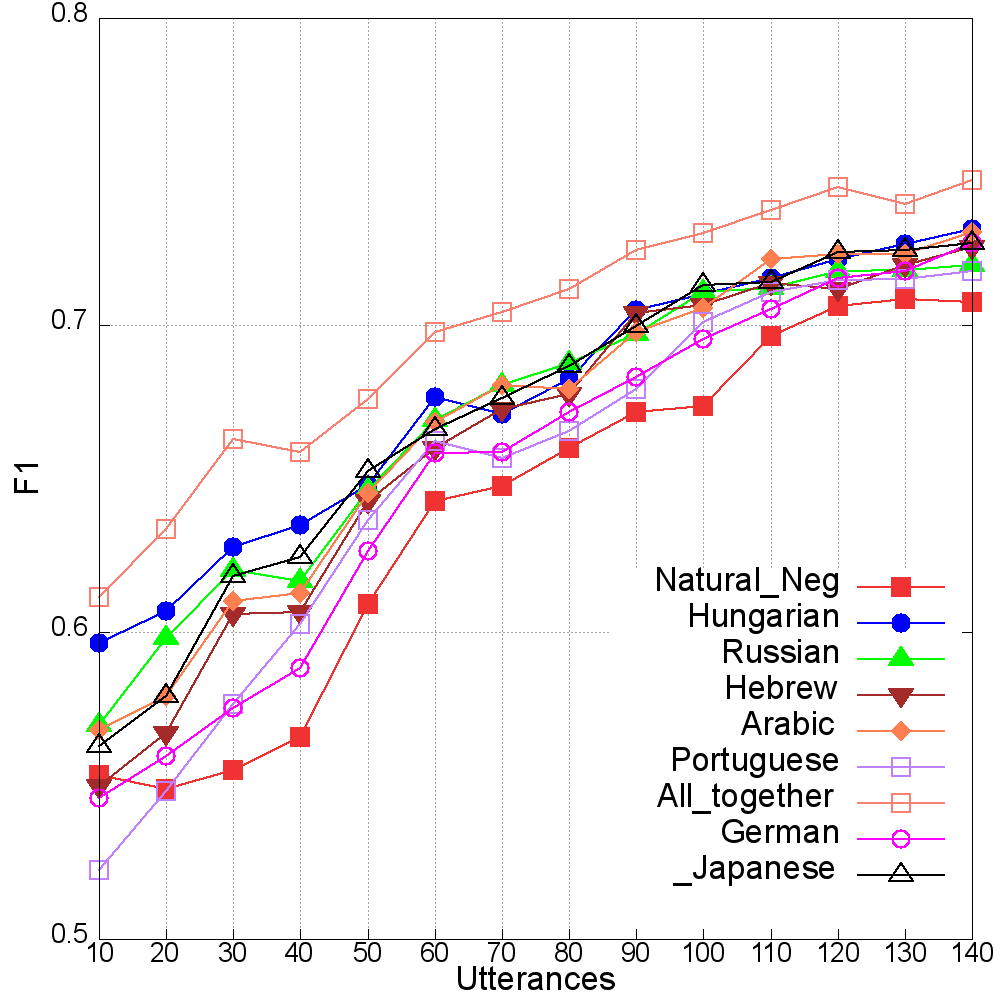 0.8
0.7
0.6
0.5
F1
Natural_Neg
Hungarian
Russian
Hebrew
Arabic
Portuguese
All_together
German
_Japanese
10 20 30 40 50 60 70 80 90 100 110 120 130 140
Utterances